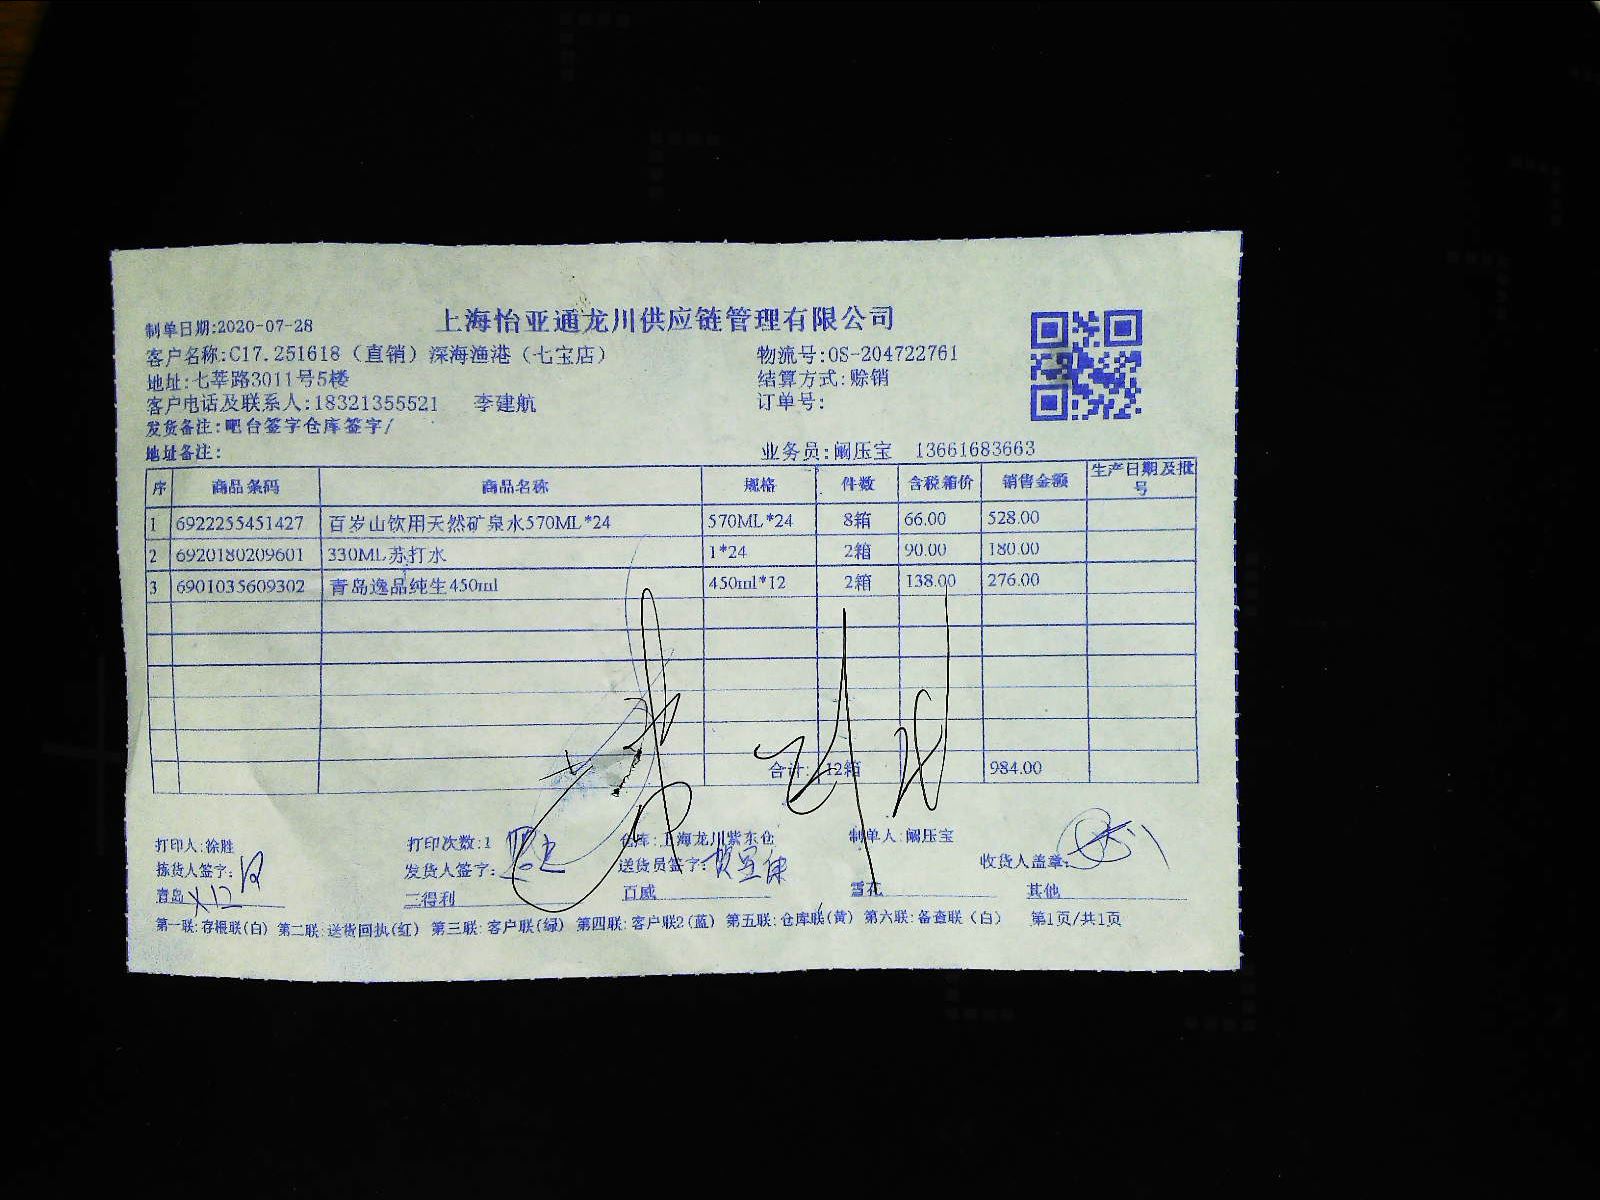 上海怡亚通龙川供应链管理有限公司
制单日期:2020-07-28
客户名称:C17.251618（直销）深海渔港（七宝店） 物流号:OS-204722761
地址:七莘路3011号5楼 结算方式:赊销
客户电话及联系人:18321355521 李建航 订单号:
发货备注:吧台签字仓库签字/
地址备注: 业务员:阚压宝 13661683663
序 商品条码 商品名称 规格 件数 含税箱价 销售金额 生产日期及批号
1 6922255451427 百岁山饮用天然矿泉水570ML*24 570ML*24 8箱 66.00 528.00
2 6920180209601 330ML苏打水 1*24 2箱 90.00 180.00
3 6901035609302 青岛逸品纯生450ml 450ml*12 2箱 138.00 276.00
合计: 12箱 984.00
打印人:徐胜 打印次数:1 仓库:上海龙川紫东仓 制单人:阚压宝
拣货人签字: 发货人签字: 送货员签字: 收货人盖章:
青岛 X12 三得利 百威 雪花 其他
第一联:存根联(白) 第二联:送货回执(红) 第三联:客户联(绿) 第四联:客户联2(蓝) 第五联:仓库联(黄) 第六联:备查联（白） 第1页/共1页